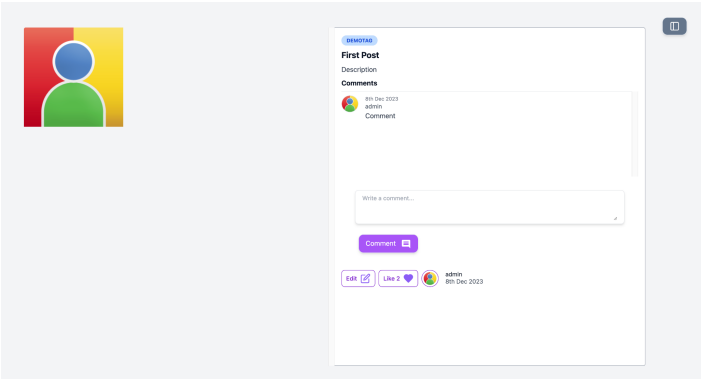 DEMOTAG
First Post
Description
Comments
8th Dec 2023
admin
Comment
Write a comment...
Comment
Edit
Like 2
admin
8th Dec 2023